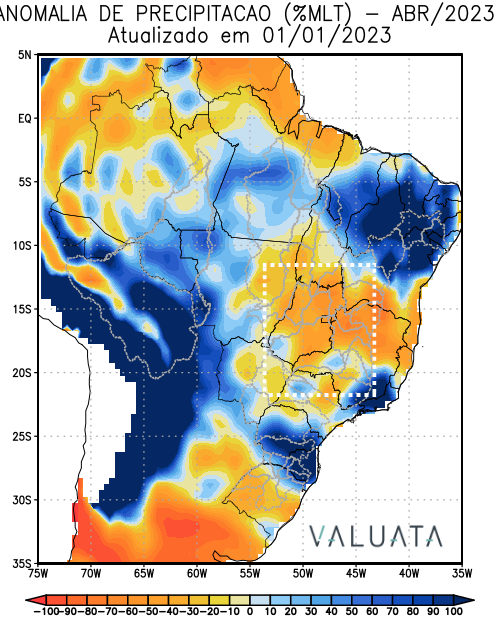 ANOMALIA DE PRECIPITACAO (%MLT) – ABR/2023
Atualizado em 01/01/2023
5N
EQ
5S
10S
15S
20S
25S
30S
35S
VALUATA
75W 70W 65W 60W 55W 50W 45W 40W 35W
-100 -90 -80 -70 -60 -50 -40 -30 -20 -10 0 10 20 30 40 50 60 70 80 90 100